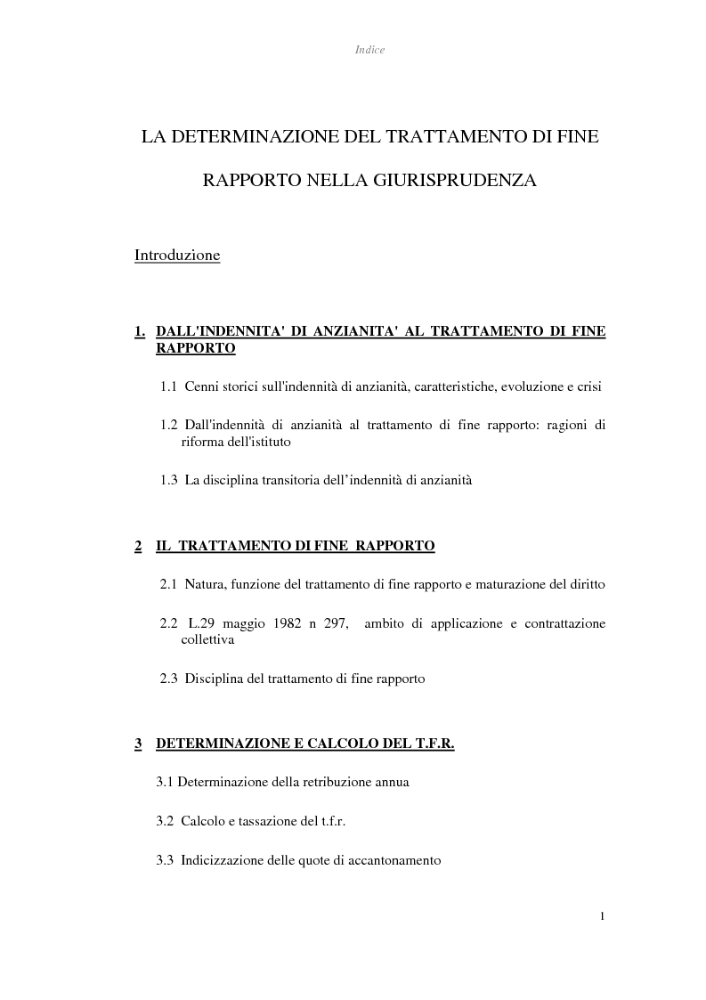 Indice
LA DETERMINAZIONE DEL TRATTAMENTO DI FINE
RAPPORTO NELLA GIURISPRUDENZA
Introduzione
1. DALL'INDENNITA' DI ANZIANITA' AL TRATTAMENTO DI FINE
RAPPORTO
1.1 Cenni storici sull'indennità di anzianità, caratteristiche, evoluzione e crisi
1.2 Dall'indennità di anzianità al trattamento di fine rapporto: ragioni di
riforma dell'istituto
1.3 La disciplina transitoria dell’indennità di anzianità
2 IL TRATTAMENTO DI FINE RAPPORTO
2.1 Natura, funzione del trattamento di fine rapporto e maturazione del diritto
2.2 L.29 maggio 1982 n 297, ambito di applicazione e contrattazione
collettiva
2.3 Disciplina del trattamento di fine rapporto
3 DETERMINAZIONE E CALCOLO DEL T.F.R.
3.1 Determinazione della retribuzione annua
3.2 Calcolo e tassazione del t.f.r.
3.3 Indicizzazione delle quote di accantonamento
1